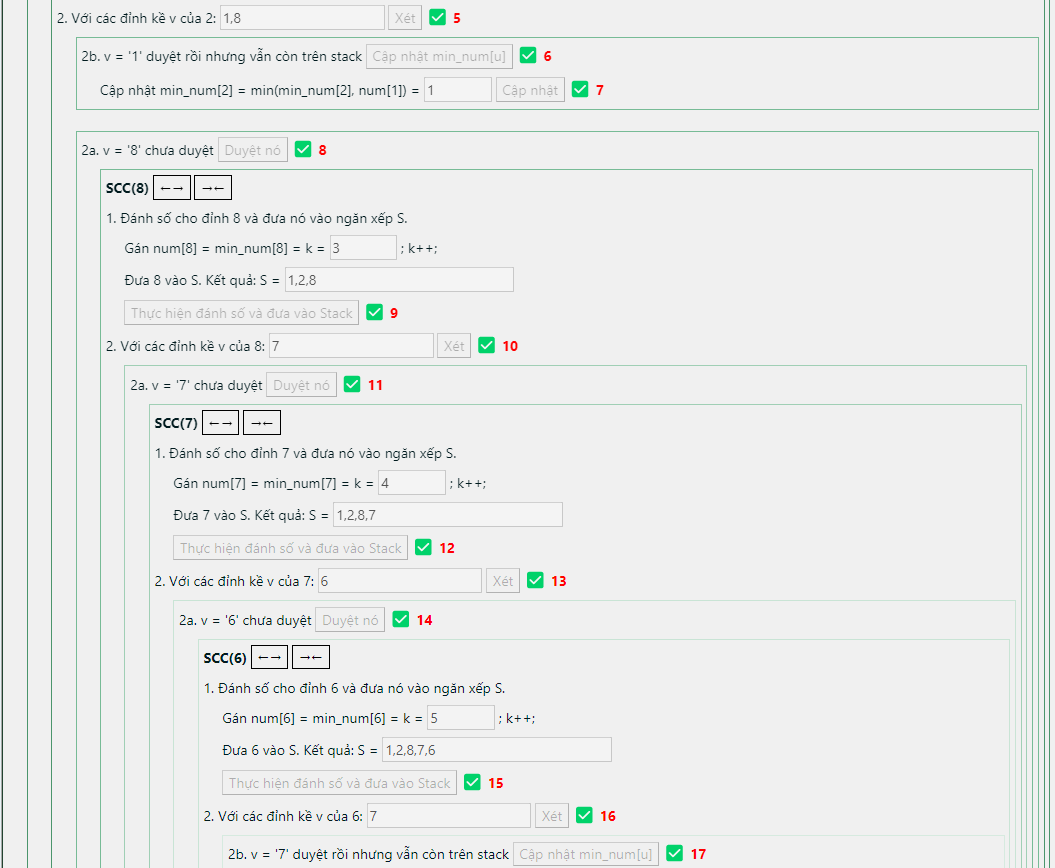 2. Với các đỉnh kề v của 2: 1,8 Xét 5
2b. v = '1' duyệt rồi nhưng vẫn còn trên stack Cập nhật min_num[u] 6
Cập nhật min_num[2] = min(min_num[2], num[1]) = 1 Cập nhật 7
2a. v = '8' chưa duyệt Duyệt nó 8
SCC(8) ←→ →←
1. Đánh số cho đỉnh 8 và đưa nó vào ngăn xếp S.
Gán num[8] = min_num[8] = k = 3 ; k++;
Đưa 8 vào S. Kết quả: S = 1,2,8
Thực hiện đánh số và đưa vào Stack 9
2. Với các đỉnh kề v của 8: 7 Xét 10
2a. v = '7' chưa duyệt Duyệt nó 11
SCC(7) ←→ →←
1. Đánh số cho đỉnh 7 và đưa nó vào ngăn xếp S.
Gán num[7] = min_num[7] = k = 4 ; k++;
Đưa 7 vào S. Kết quả: S = 1,2,8,7
Thực hiện đánh số và đưa vào Stack 12
2. Với các đỉnh kề v của 7: 6 Xét 13
2a. v = '6' chưa duyệt Duyệt nó 14
SCC(6) ←→ →←
1. Đánh số cho đỉnh 6 và đưa nó vào ngăn xếp S.
Gán num[6] = min_num[6] = k = 5 ; k++;
Đưa 6 vào S. Kết quả: S = 1,2,8,7,6
Thực hiện đánh số và đưa vào Stack 15
2. Với các đỉnh kề v của 6: 7 Xét 16
2b. v = '7' duyệt rồi nhưng vẫn còn trên stack Cập nhật min_num[u] 17